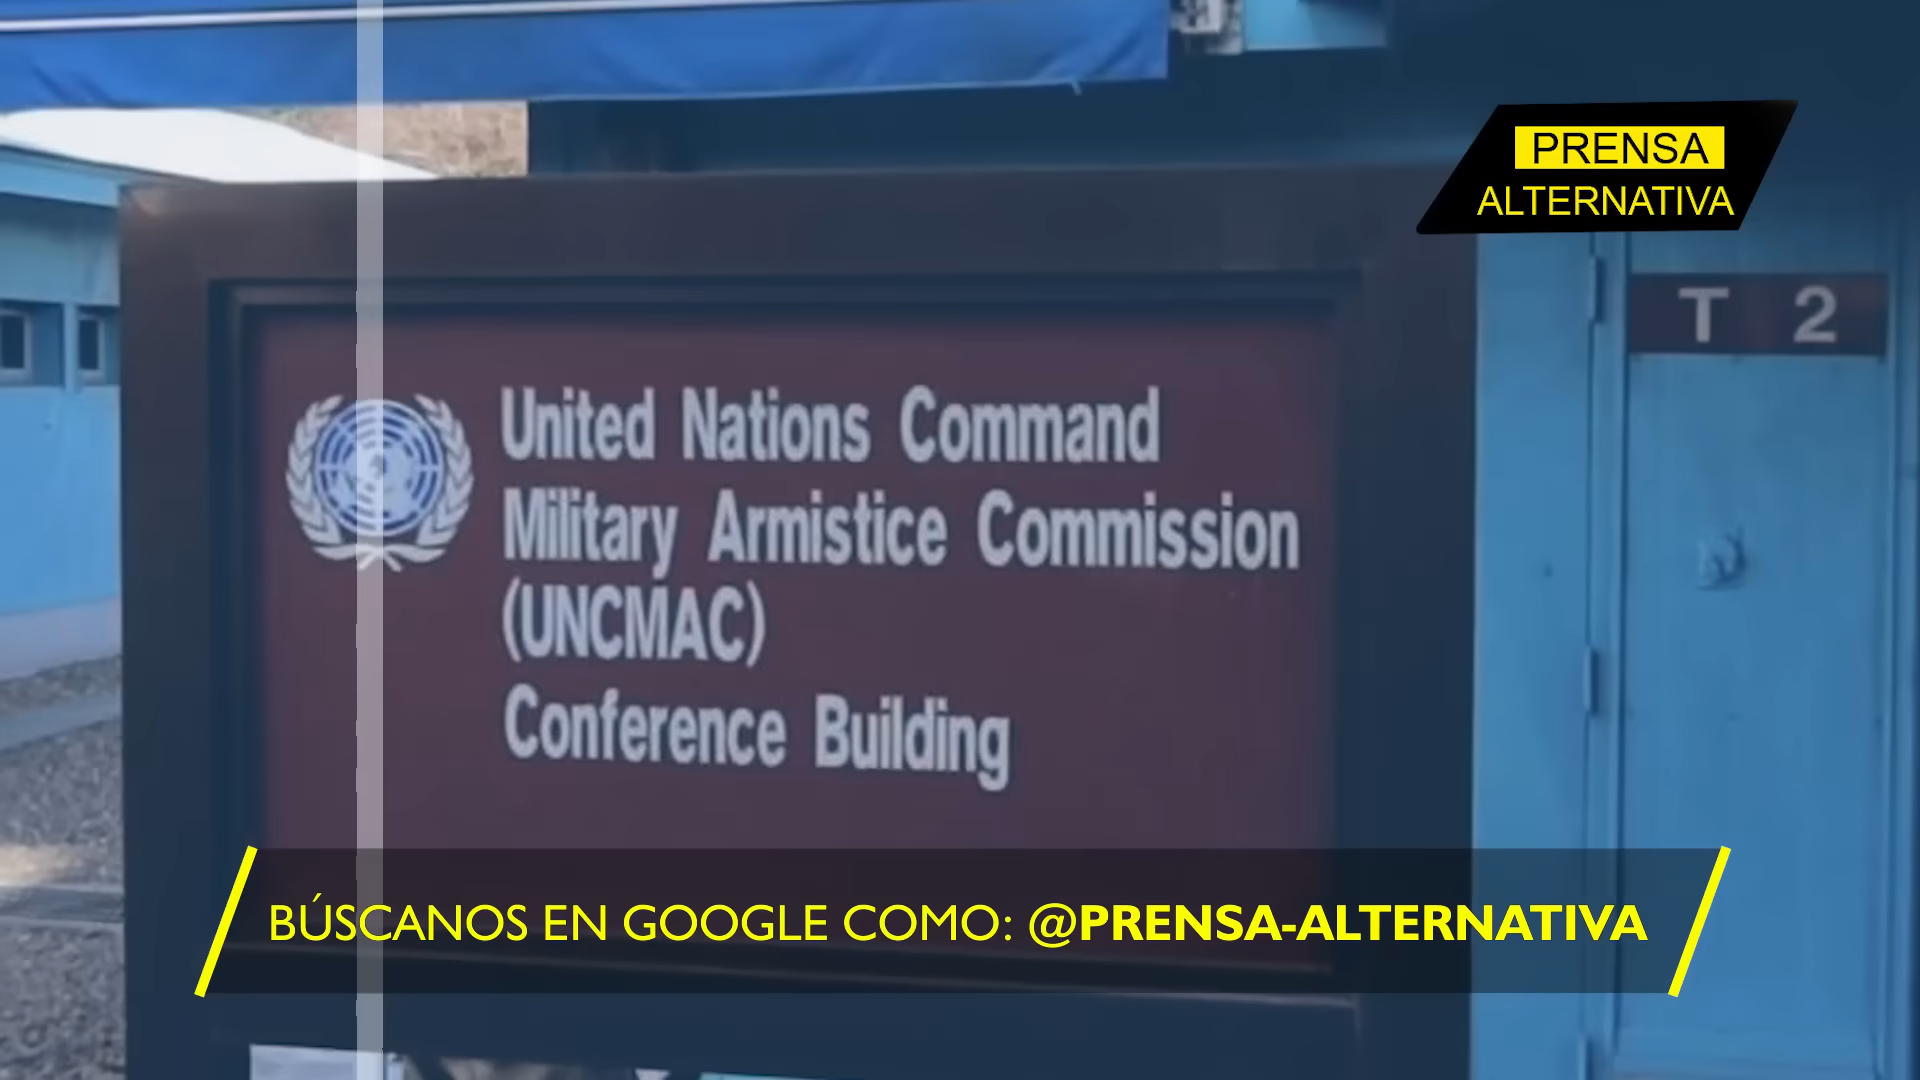 PRENSA
ALTERNATIVA
T 2
United Nations Command
Military Armistice Commission
(UNCMAC)
Conference Building
BÚSCANOS EN GOOGLE COMO: @PRENSA-ALTERNATIVA